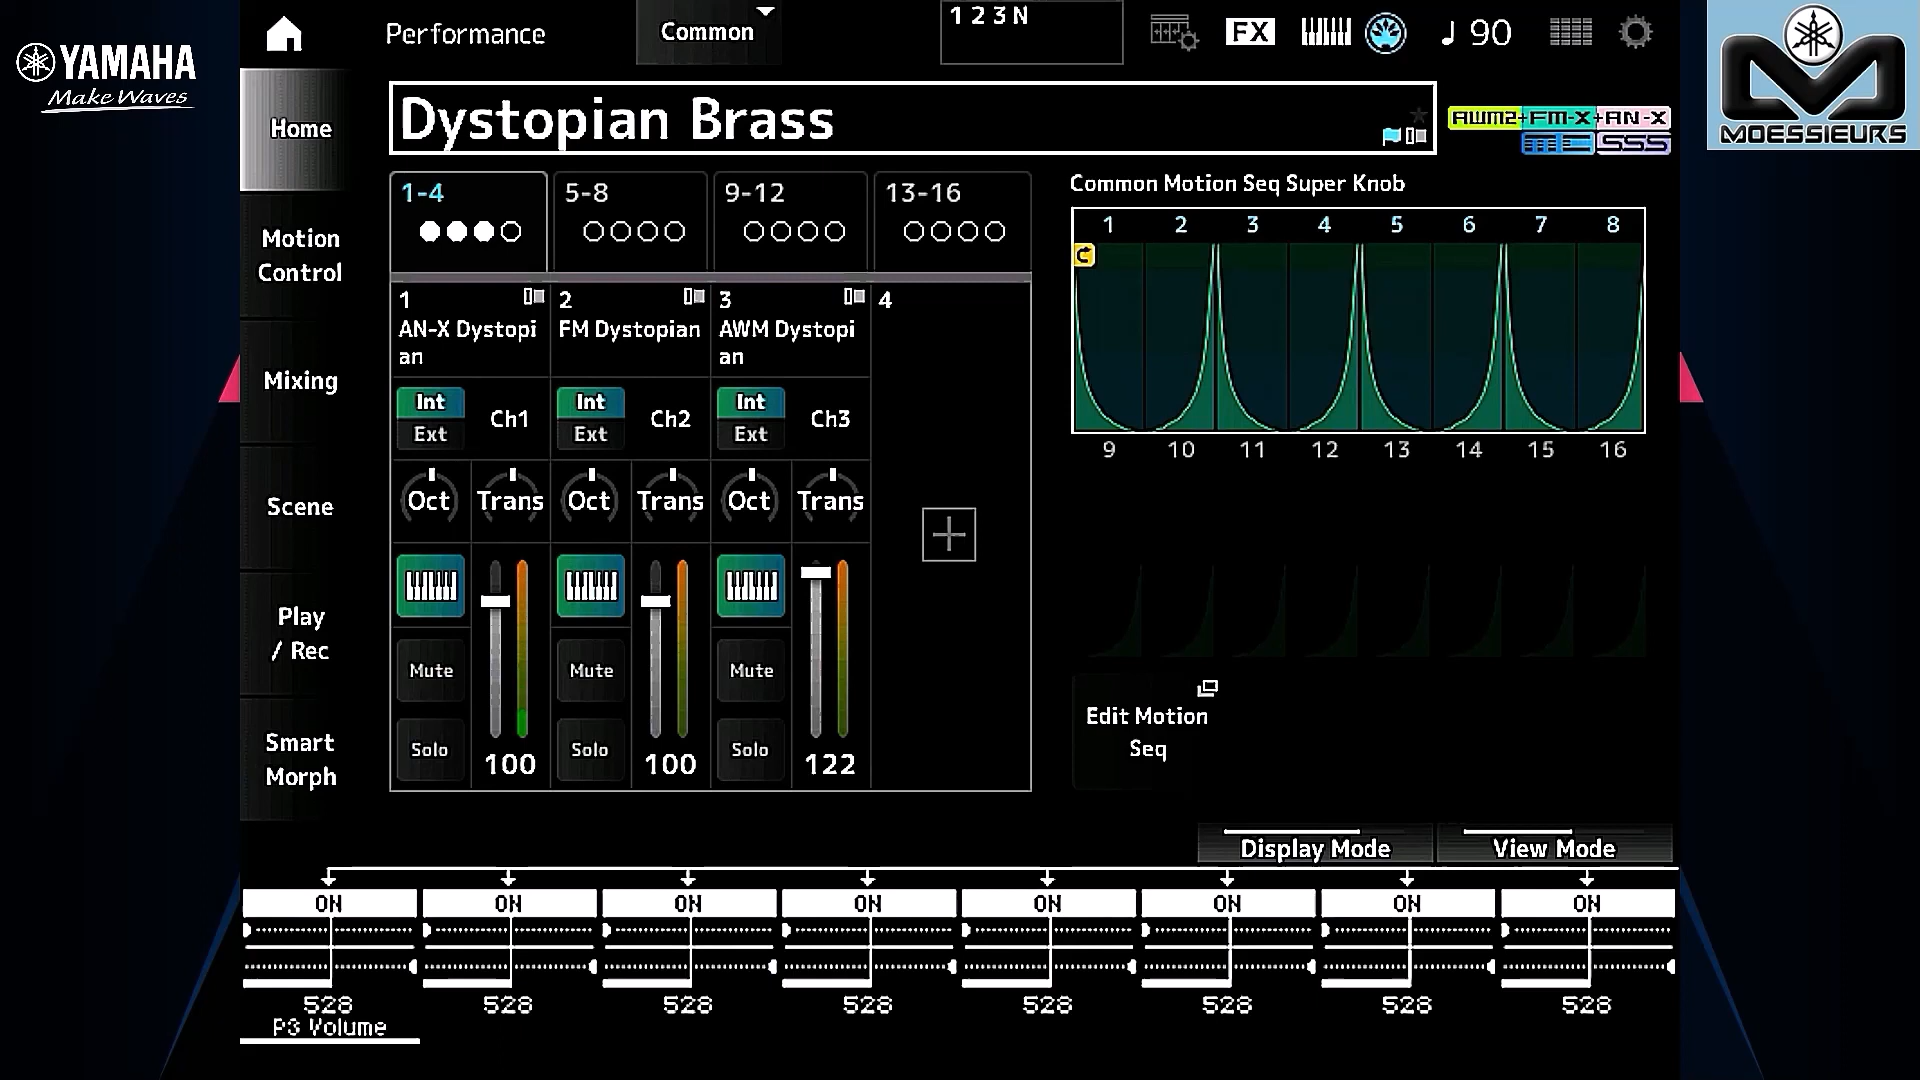 YAMAHA
Make Waves
Performance
Common
1 2 3 N
FX
90
MOESSIEURS
Home
Dystopian Brass
AWM2+FM-X+AN-X
MC
SSS
Motion
Control
Mixing
Scene
Play
/ Rec
Smart
Morph
1-4
5-8
9-12
13-16
1
AN-X Dystopi
an
2
FM Dystopian
3
AWM Dystopi
an
4
Int
Ext
Ch1
Int
Ext
Ch2
Int
Ext
Ch3
Oct
Trans
Oct
Trans
Oct
Trans
Mute
Mute
Mute
Solo
Solo
Solo
100
100
122
Common Motion Seq Super Knob
1 2 3 4 5 6 7 8
C
9 10 11 12 13 14 15 16
Edit Motion
Seq
Display Mode
View Mode
ON ON ON ON ON ON ON ON
528 528 528 528 528 528 528 528
P3 Volume